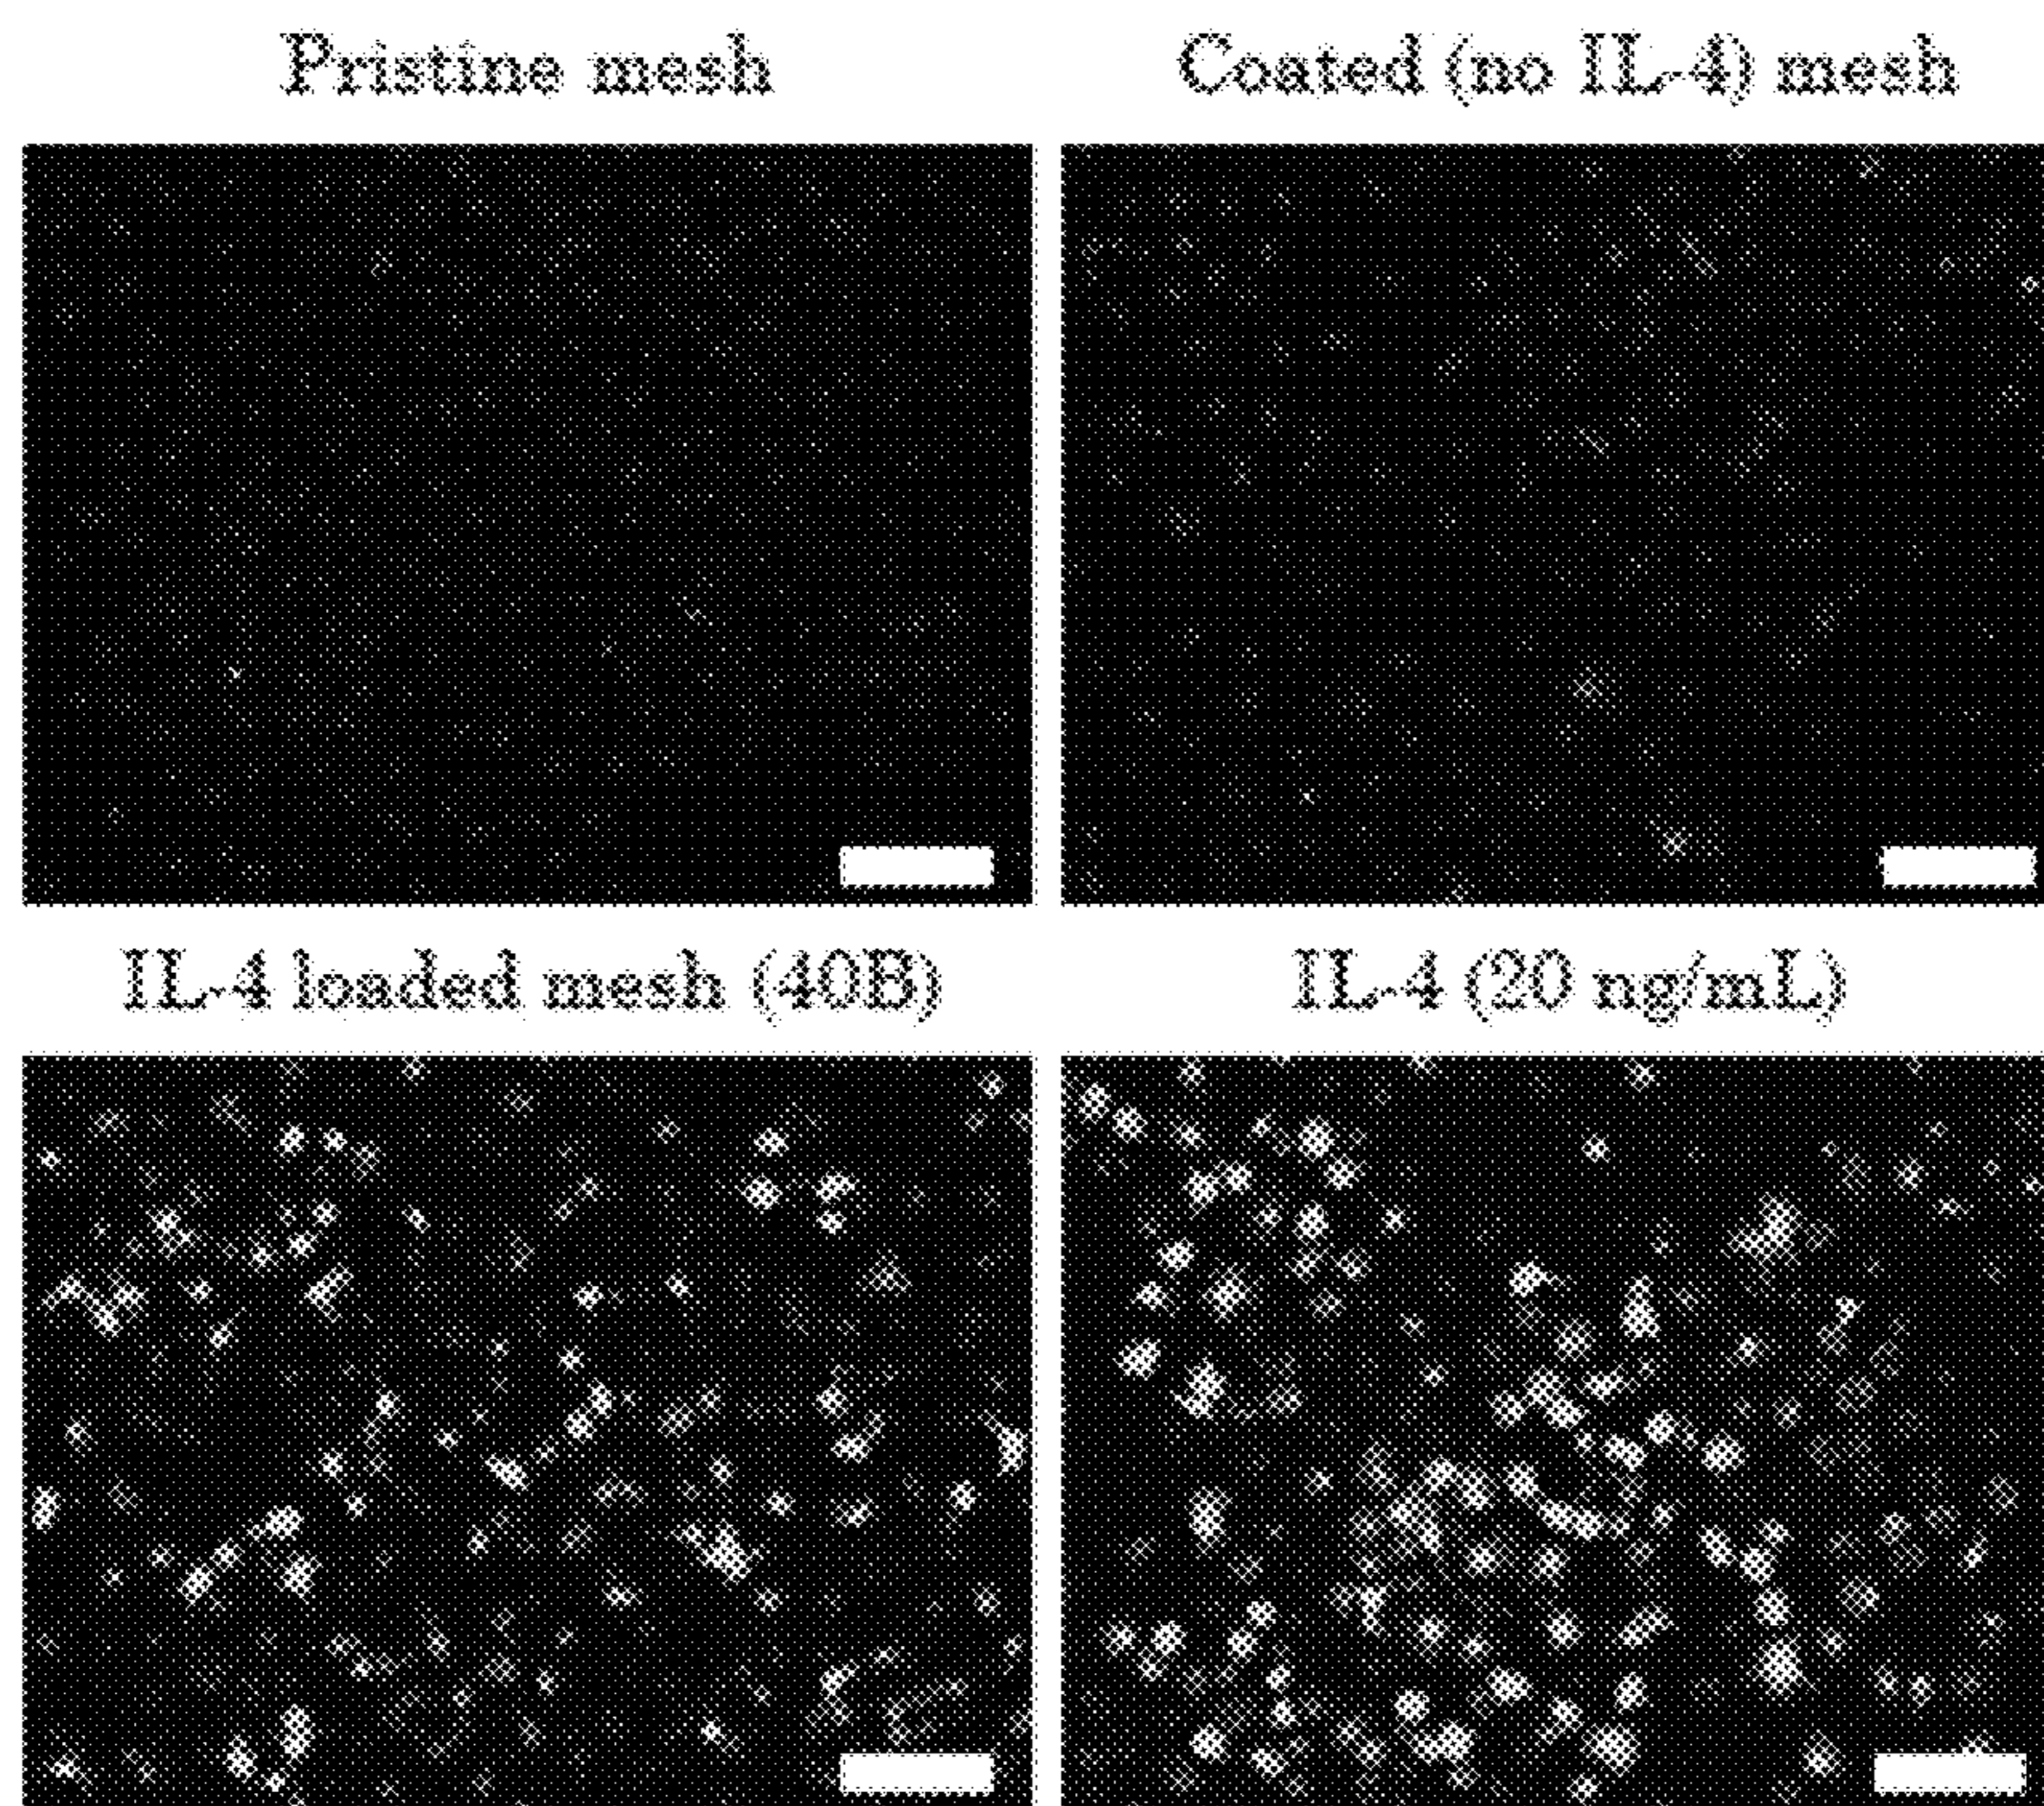 Pristine mesh
Coated (no IL-4) mesh
IL-4 loaded mesh (40B)
IL-4 (20 ng/mL)